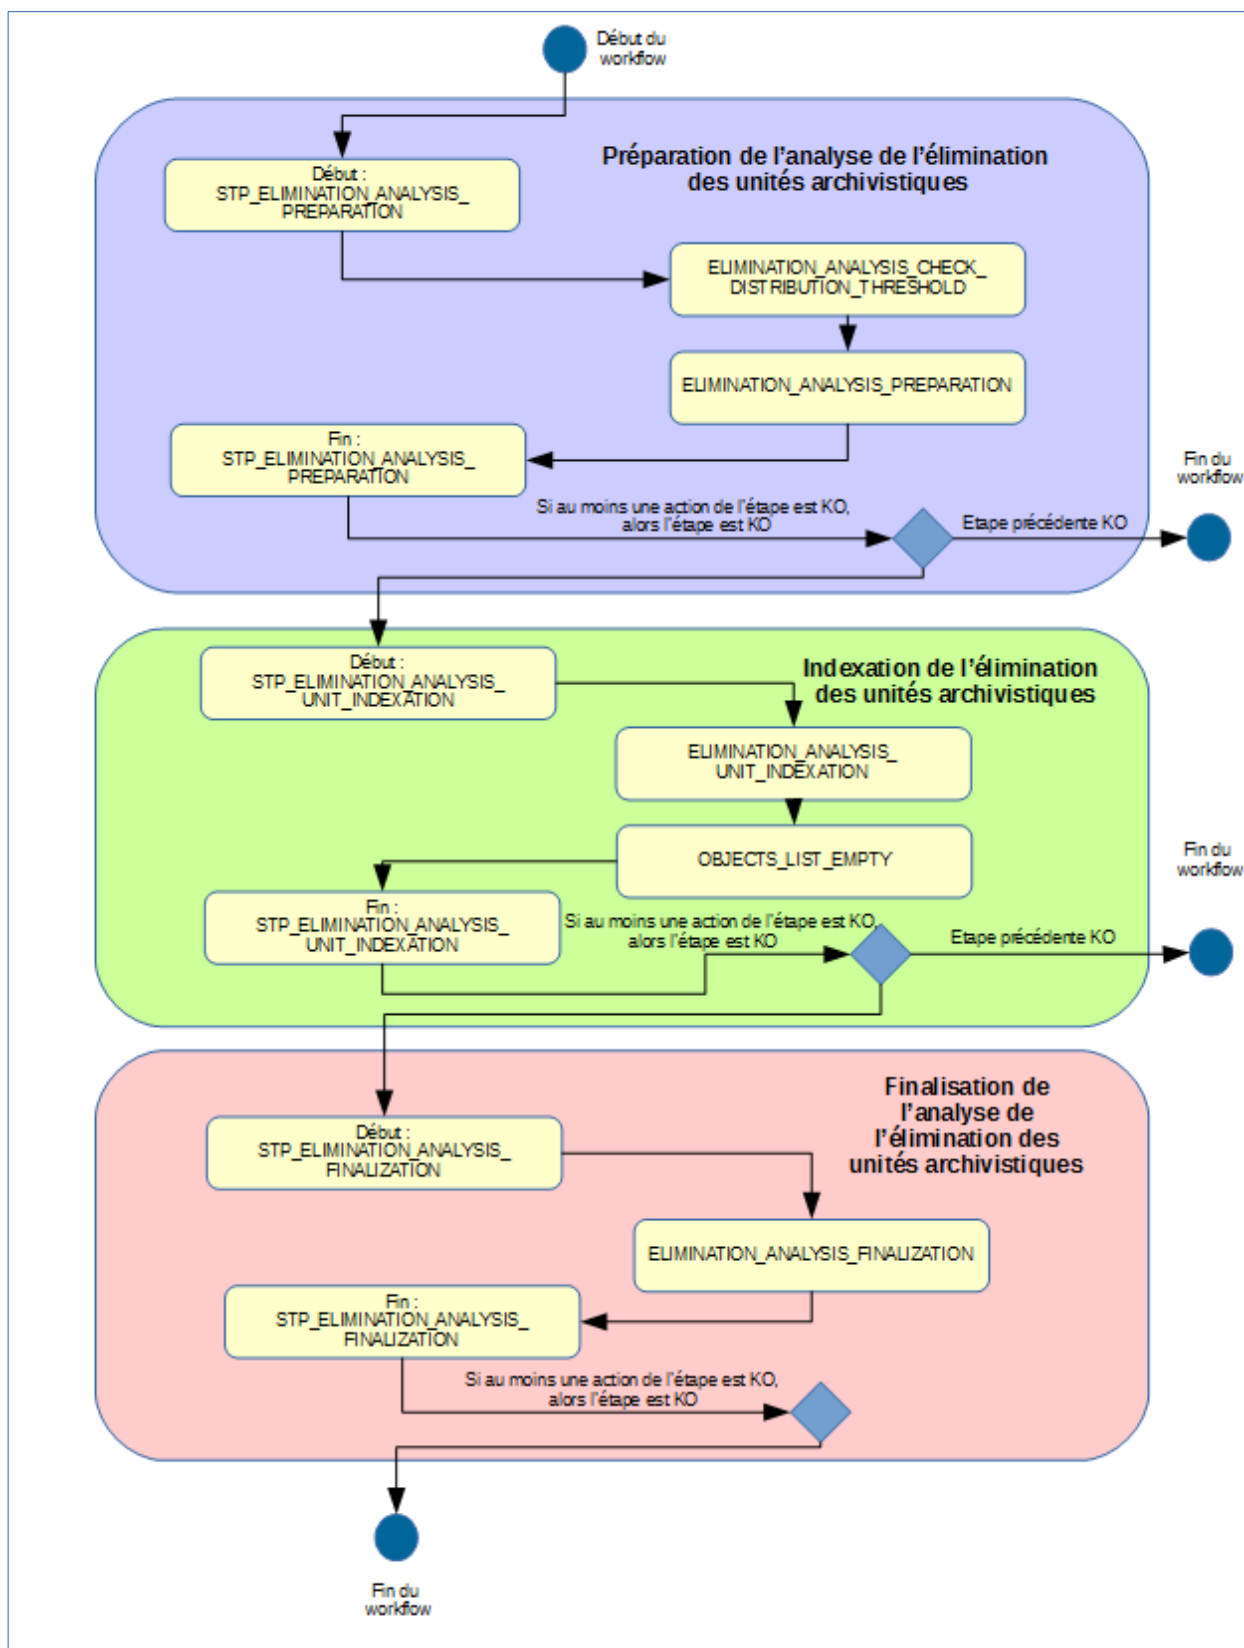 Début du
workflow
Préparation de l’analyse de l’élimination
des unités archivistiques
Début :
STP_ELIMINATION_ANALYSIS_
PREPARATION
ELIMINATION_ANALYSIS_CHECK_
DISTRIBUTION_THRESHOLD
ELIMINATION_ANALYSIS_PREPARATION
Fin :
STP_ELIMINATION_ANALYSIS_
PREPARATION
Si au moins une action de l’étape est KO,
alors l’étape est KO
Etape précédente KO
Fin du
workflow
Début :
STP_ELIMINATION_ANALYSIS_
UNIT_INDEXATION
Indexation de l’élimination
des unités archivistiques
ELIMINATION_ANALYSIS_
UNIT_INDEXATION
OBJECTS_LIST_EMPTY
Fin :
STP_ELIMINATION_ANALYSIS_
UNIT_INDEXATION
Si au moins une action de l’étape est KO,
alors l’étape est KO
Etape précédente KO
Fin du
workflow
Finalisation de
l’analyse de
l’élimination des
unités archivistiques
Début :
STP_ELIMINATION_ANALYSIS_
FINALIZATION
ELIMINATION_ANALYSIS_FINALIZATION
Fin :
STP_ELIMINATION_ANALYSIS_
FINALIZATION
Si au moins une action de l’étape est KO,
alors l’étape est KO
Fin du
workflow